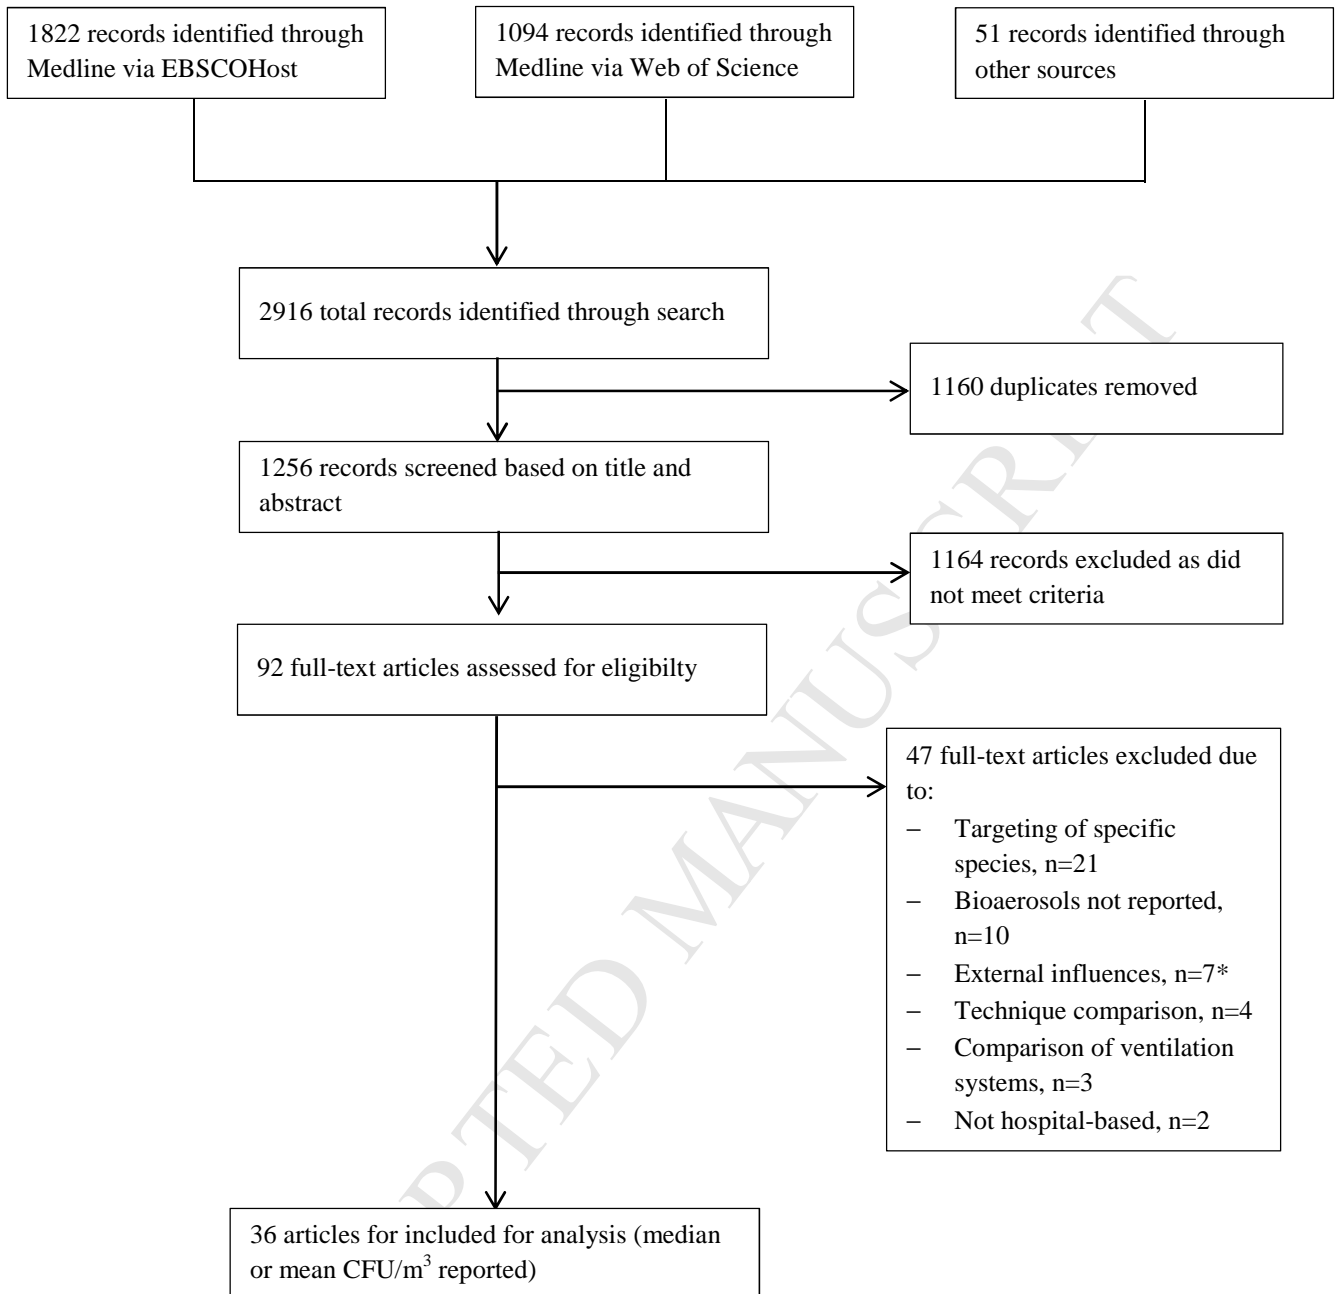 1822 records identified through
Medline via EBSCOHost
1094 records identified through
Medline via Web of Science
51 records identified through
other sources
2916 total records identified through search
1160 duplicates removed
1256 records screened based on title and
abstract
1164 records excluded as did
not meet criteria
92 full-text articles assessed for eligibilty
47 full-text articles excluded due
to:
– Targeting of specific
species, n=21
– Bioaerosols not reported,
n=10
– External influences, n=7*
– Technique comparison, n=4
– Comparison of ventilation
systems, n=3
– Not hospital-based, n=2
36 articles for included for analysis (median
or mean CFU/m³ reported)
PTED MANUSCRIPT